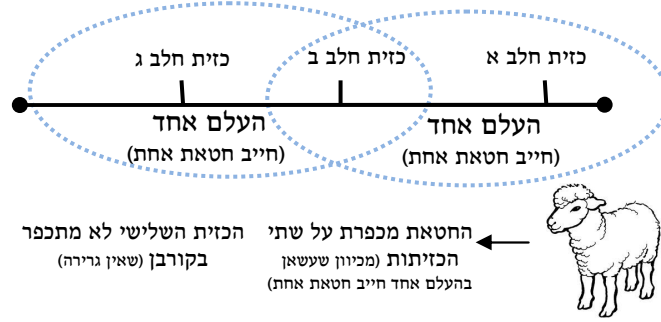 כזית חלב א
כזית חלב ב
כזית חלב ג
העלם אחד
(חייב חטאת אחת)
העלם אחד
(חייב חטאת אחת)
החטאת מכפרת על שתי
הכזיתות (מכיוון שעשאן
בהעלם אחד חייב חטאת אחת)
הכזית השלישי לא מתכפר
בקורבן (שאין גרירה)